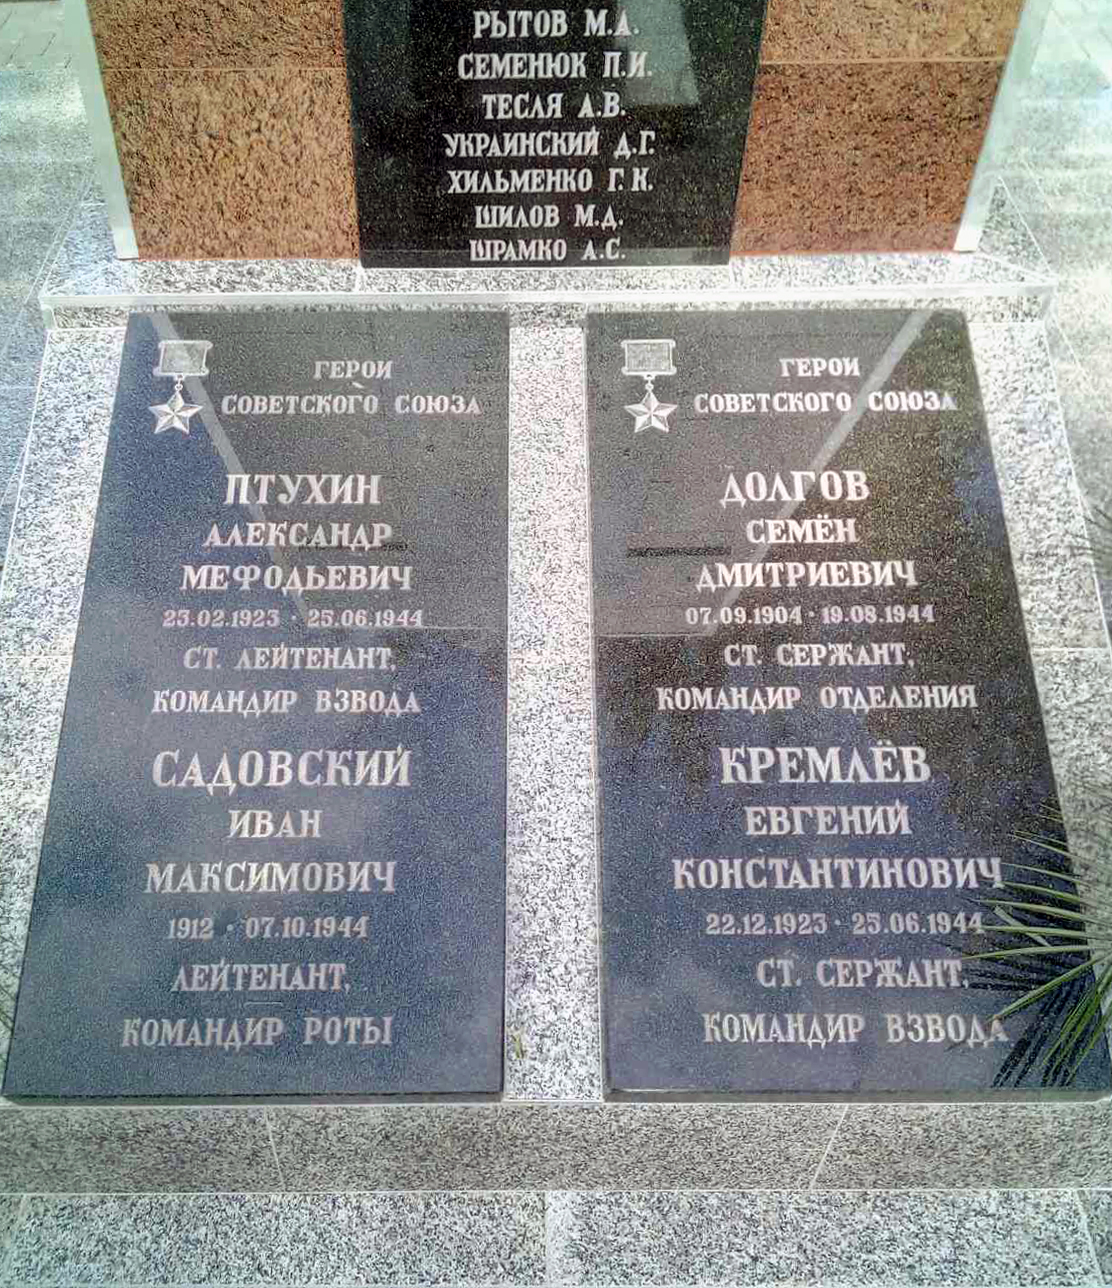 РЫТОВ М.А.
СЕМЕНЮК П.И.
ТЕСЛЯ А.В.
УКРАИНСКИЙ Д.Г.
ХИЛЬМЕНКО Г.К.
ШИЛОВ М.Д.
ШРАМКО А.С.
ГЕРОИ
СОВЕТСКОГО СОЮЗА
ПТУХИН
АЛЕКСАНДР
МЕФОДЬЕВИЧ
23.02.1923 · 25.06.1944
СТ. ЛЕЙТЕНАНТ,
КОМАНДИР ВЗВОДА
САДОВСКИЙ
ИВАН
МАКСИМОВИЧ
1912 · 07.10.1944
ЛЕЙТЕНАНТ,
КОМАНДИР РОТЫ
ГЕРОИ
СОВЕТСКОГО СОЮЗА
ДОЛГОВ
СЕМЁН
ДМИТРИЕВИЧ
07.09.1904 · 19.08.1944
СТ. СЕРЖАНТ,
КОМАНДИР ОТДЕЛЕНИЯ
КРЕМЛЁВ
ЕВГЕНИЙ
КОНСТАНТИНОВИЧ
22.12.1923 · 25.06.1944
СТ. СЕРЖАНТ,
КОМАНДИР ВЗВОДА